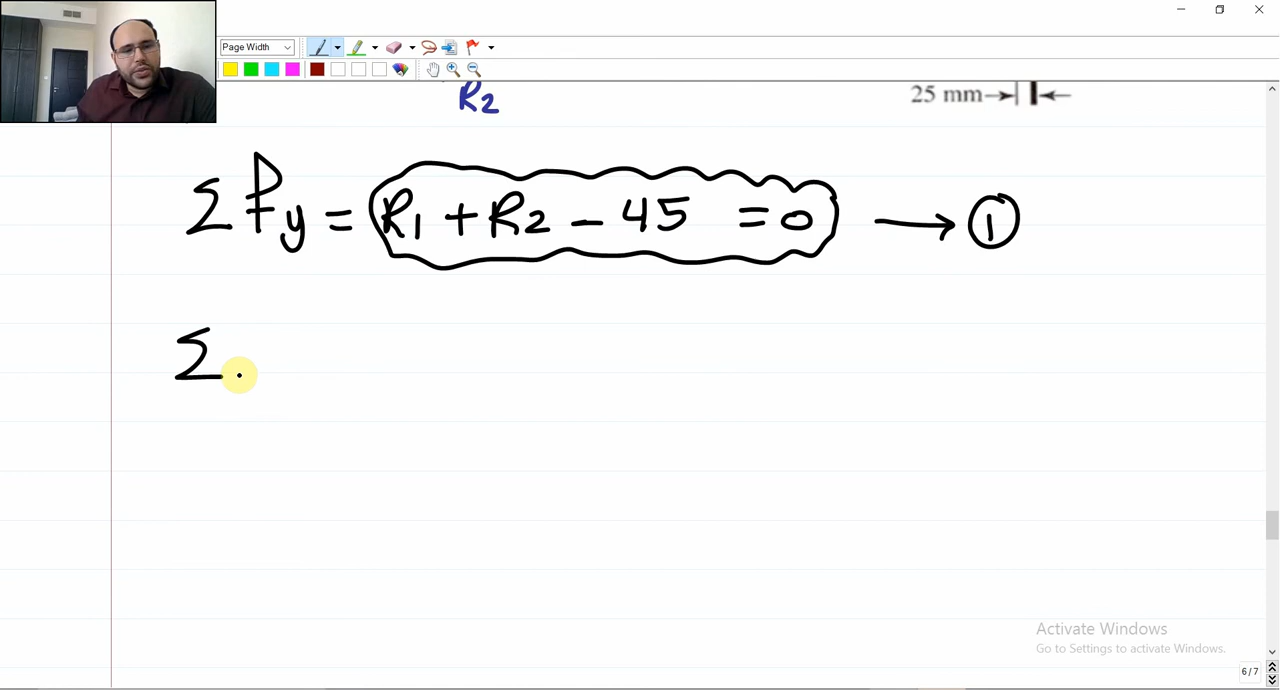 Page Width
R2
25 mm
ΣFy = R1 + R2 - 45 = 0 → ①
Σ
Activate Windows
Go to Settings to activate Windows.
6/7